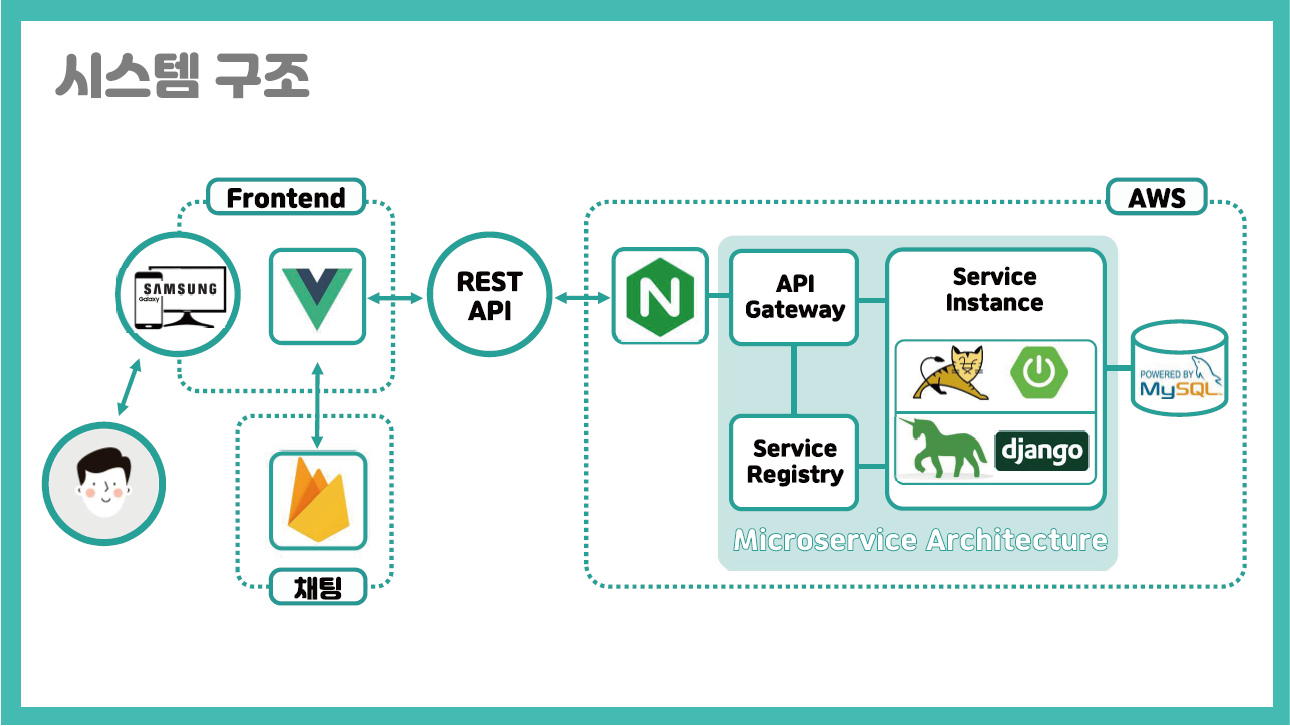 시스템 구조
Frontend
AWS
SAMSUNG
Galaxy
REST
API
N
API
Gateway
Service
Instance
POWERED BY
MySQL
django
Service
Registry
Microservice Architecture
채팅